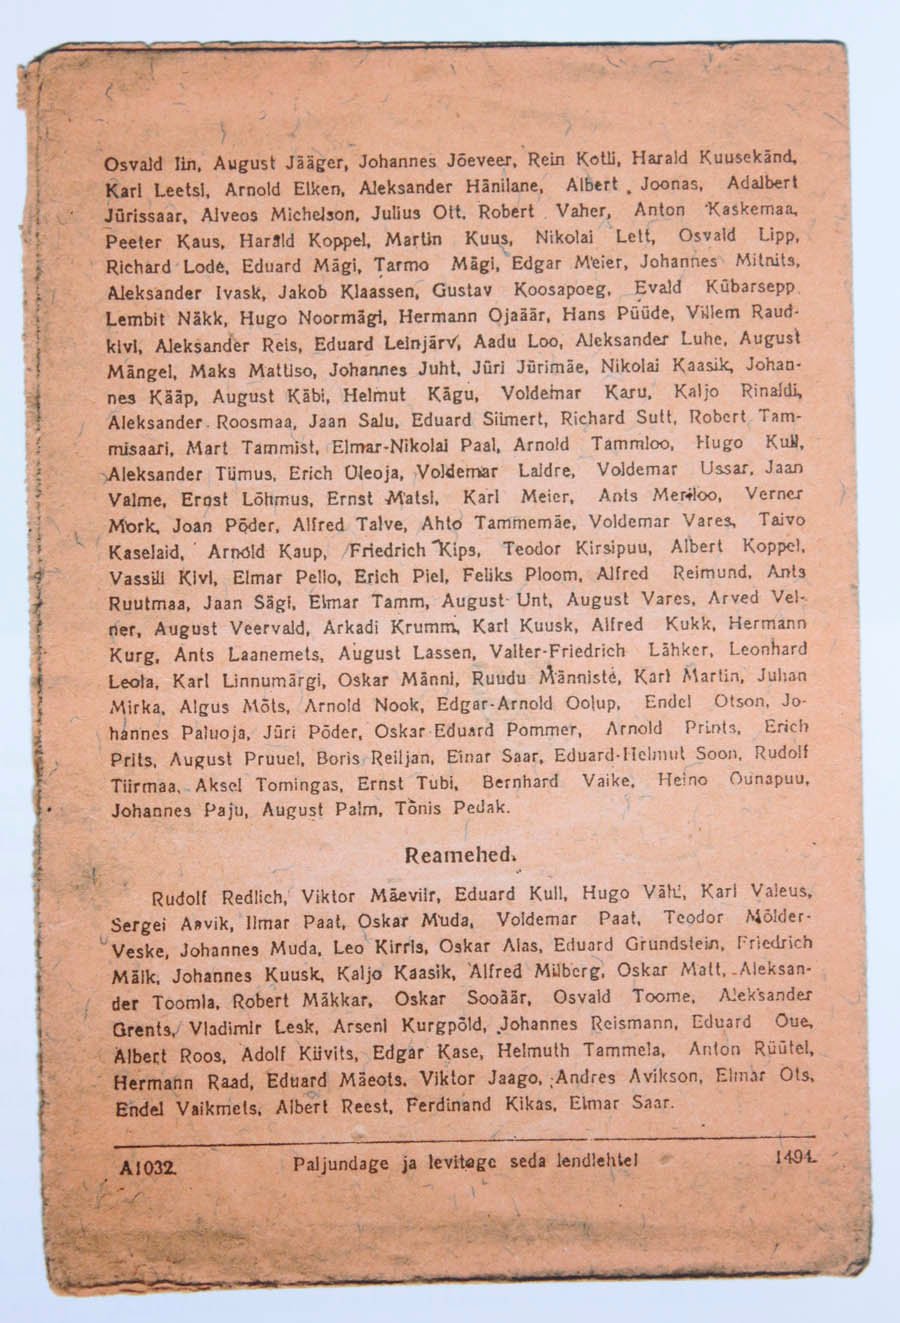 Osvald Iin, August Jääger, Johannes Jõeveer, Rein Kotli, Harald Kuusekänd,
Karl Leetsi, Arnold Elken, Aleksander Hänilane, Albert Joonas, Adalbert
Jürissaar, Alveos Michelson, Julius Ott, Robert Vaher, Anton Kaskemaa,
Peeter Kaus, Harald Koppel, Martin Kuus, Nikolai Lett, Osvald Lipp,
Richard Lode, Eduard Mägi, Tarmo Mägi, Edgar Meier, Johannes Mitnits,
Aleksander Ivask, Jakob Klaassen, Gustav Koosapoeg, Evald Kübarsepp,
Lembit Näkk, Hugo Noormägi, Hermann Ojaäär, Hans Püüde, Villem Raud-
kivi, Aleksander Reis, Eduard Leinjärv, Aadu Loo, Aleksander Luhe, August
Mängel, Maks Mattiso, Johannes Juht, Jüri Jürimäe, Nikolai Kaasik, Johan-
nes Kääp, August Käbi, Helmut Kägu, Voldemar Karu, Kaljo Rinaldi,
Aleksander Roosmaa, Jaan Salu, Eduard Siimert, Richard Sutt, Robert Tam-
misaari, Mart Tammist, Elmar-Nikolai Paal, Arnold Tammloo, Hugo Kull,
Aleksander Tiimus, Erich Üleoja, Voldemar Laidre, Voldemar Ussar, Jaan
Valme, Ernst Lõhmus, Ernst Matsi, Karl Meier, Ants Meriloo, Verner
Mork, Joan Põder, Alfred Talve, Ahto Tammemäe, Voldemar Vares, Taivo
Kaselaid, Arnold Kaup, Friedrich Kips, Teodor Kirsipuu, Albert Koppel,
Vassili Kivi, Elmar Pello, Erich Piel, Feliks Ploom, Alfred Reimund, Ants
Ruutmaa, Jaan Sägi, Elmar Tamm, August Unt, August Vares, Arved Vel-
ner, August Veervald, Arkadi Krumm, Karl Kuusk, Alfred Kukk, Hermann
Kurg, Ants Laanemets, August Lassen, Valter-Friedrich Lähker, Leonhard
Leola, Karl Linnumärgi, Oskar Männi, Ruudu Männiste, Karl Martin, Juhan
Mirka, Algus Mõts, Arnold Nook, Edgar-Arnold Oolup, Endel Otson, Jo-
hannes Paluoja, Jüri Põder, Oskar-Eduard Pommer, Arnold Prints, Erich
Prits, August Pruuel, Boris Reiljan, Einar Saar, Eduard-Helmut Soon, Rudolf
Tiirmaa, Aksel Tomingas, Ernst Tubi, Bernhard Vaike, Heino Õunapuu,
Johannes Paju, August Palm, Tõnis Pedak.
Reamehed.
Rudolf Redlich, Viktor Mäeviir, Eduard Kull, Hugo Vähi, Karl Valeus,
Sergei Aavik, Ilmar Paat, Oskar Muda, Voldemar Paat, Teodor Mölder-
Veske, Johannes Muda, Leo Kirris, Oskar Alas, Eduard Grundstein, Friedrich
Mälk, Johannes Kuusk, Kaljo Kaasik, Alfred Milberg, Oskar Matt, Aleksan-
der Toomla, Robert Mäkkar, Oskar Sooäär, Osvald Toome, Aleksander
Grents, Vladimir Lesk, Arseni Kurgpõld, Johannes Reismann, Eduard Oue,
Albert Roos, Adolf Kiivits, Edgar Kase, Helmuth Tammela, Anton Rüütel,
Hermann Raad, Eduard Mäeots, Viktor Jaago, Andres Avikson, Elmar Ots,
Endel Vaikmets, Albert Reest, Ferdinand Kikas, Elmar Saar.
A1032 Paljundage ja levitage seda lendlehte! 1494.